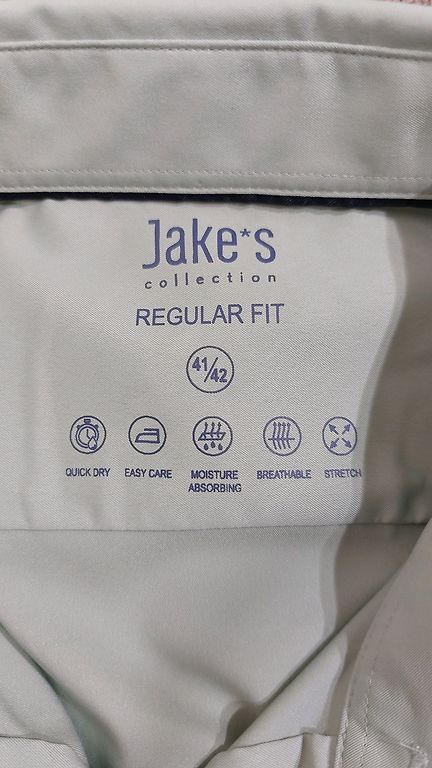 Jake*s
collection
REGULAR FIT
41/42
QUICK DRY EASY CARE MOISTURE ABSORBING BREATHABLE STRETCH